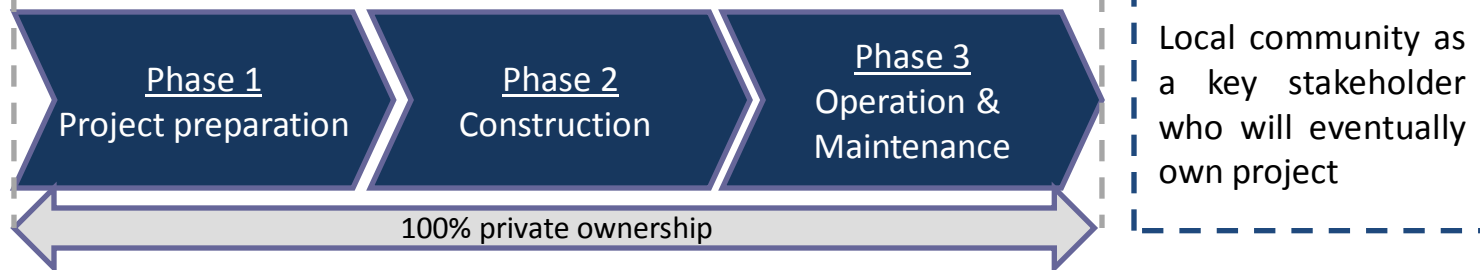 Phase 1
Project preparation
Phase 2
Construction
Phase 3
Operation &
Maintenance
100% private ownership
Local community as
a key stakeholder
who will eventually
own project